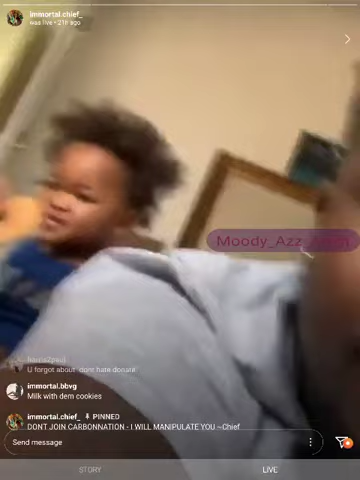 immortal.chief_
was live • 21h ago
Moody_Azz
U forgot about dont hate donate
immortal.bbvg
Milk with dem cookies
immortal.chief_ PINNED
DONT JOIN CARBONNATION - I WILL MANIPULATE YOU ~Chief
Send message
STORY
LIVE